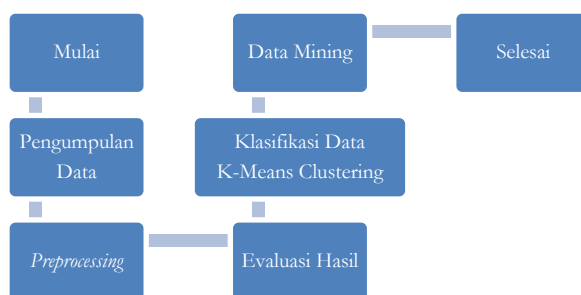 Mulai
Data Mining
Selesai
Pengumpulan
Data
Klasifikasi Data
K-Means Clustering
Preprocessing
Evaluasi Hasil